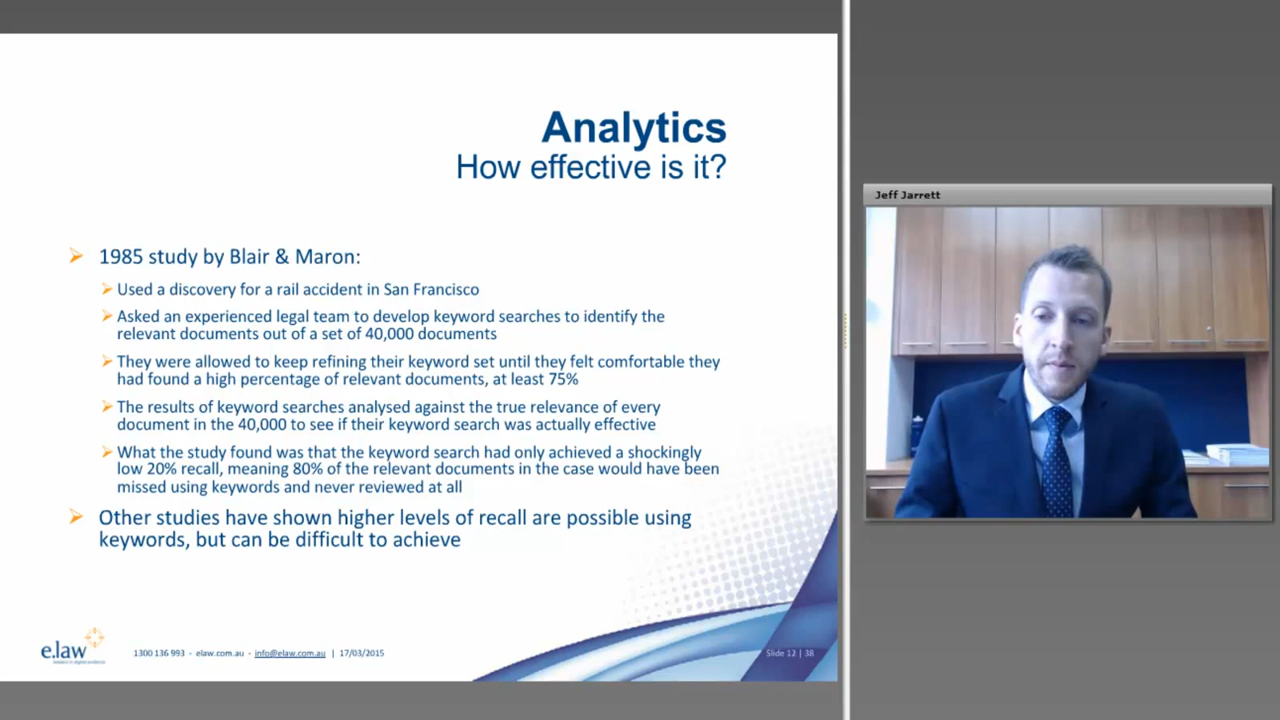 Analytics
How effective is it?
1985 study by Blair & Maron:
Used a discovery for a rail accident in San Francisco
Asked an experienced legal team to develop keyword searches to identify the
relevant documents out of a set of 40,000 documents
They were allowed to keep refining their keyword set until they felt comfortable they
had found a high percentage of relevant documents, at least 75%
The results of keyword searches analysed against the true relevance of every
document in the 40,000 to see if their keyword search was actually effective
What the study found was that the keyword search had only achieved a shockingly
low 20% recall, meaning 80% of the relevant documents in the case would have been
missed using keywords and never reviewed at all
Other studies have shown higher levels of recall are possible using
keywords, but can be difficult to achieve
e.law
1300 136 993 - elaw.com.au - info@elaw.com.au | 17/03/2015
Slide 12 | 38
Jeff Jarrett